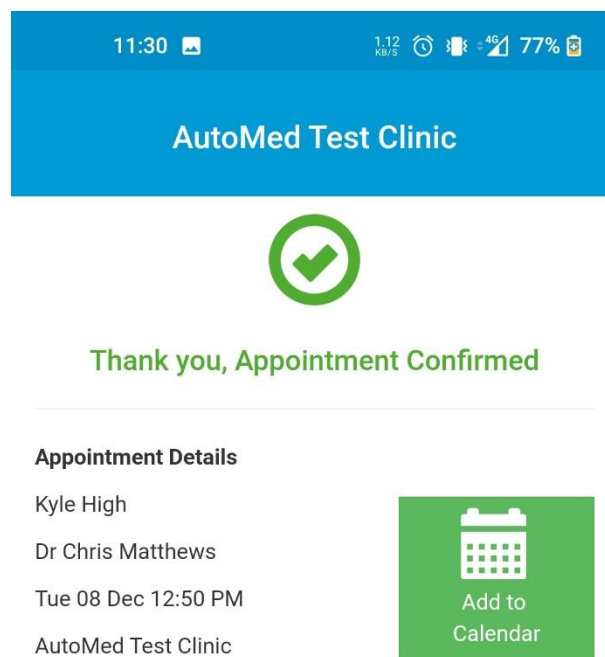 11:30 1.12 KB/S 4G 77%
AutoMed Test Clinic
Thank you, Appointment Confirmed
Appointment Details
Kyle High
Dr Chris Matthews
Tue 08 Dec 12:50 PM
AutoMed Test Clinic
Add to
Calendar